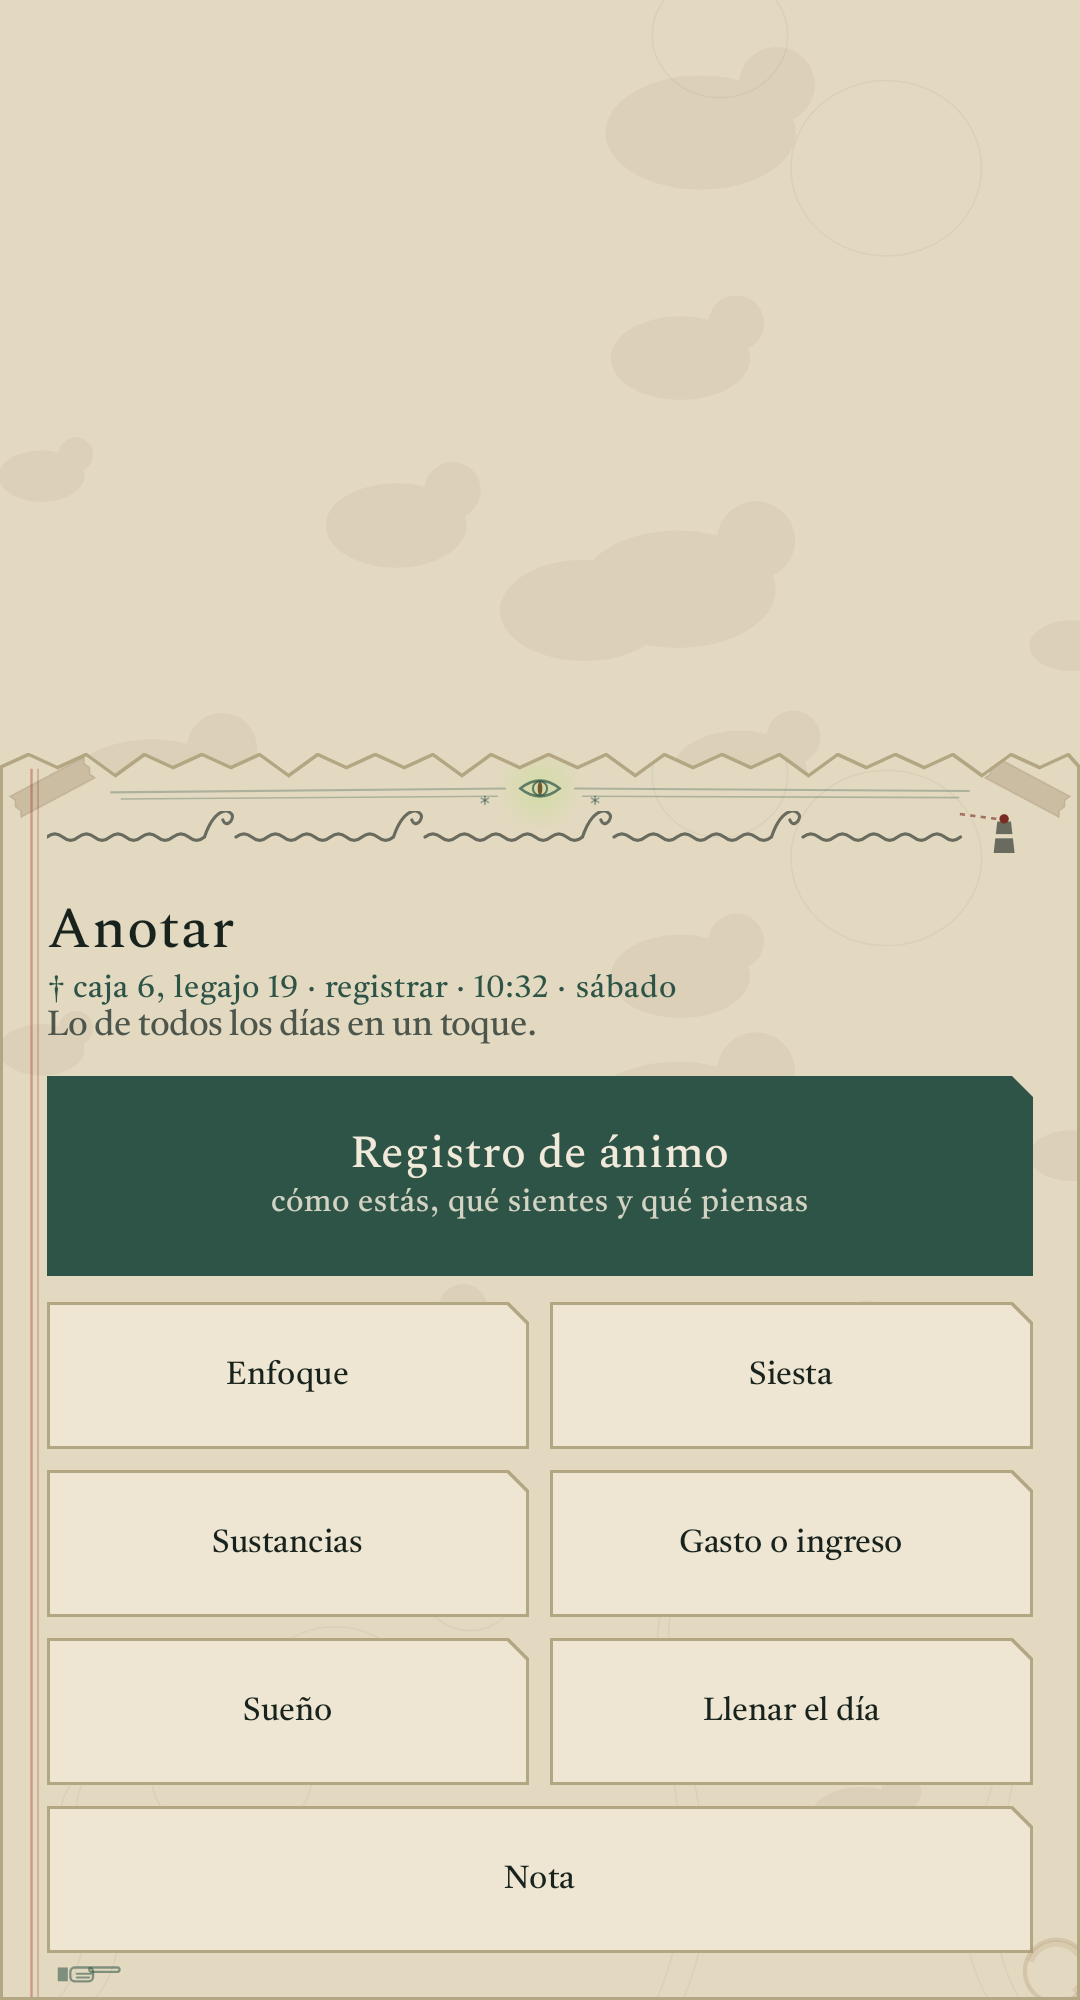 Anotar
† caja 6, legajo 19 · registrar · 10:32 · sábado
Lo de todos los días en un toque.
Registro de ánimo
cómo estás, qué sientes y qué piensas
Enfoque
Siesta
Sustancias
Gasto o ingreso
Sueño
Llenar el día
Nota